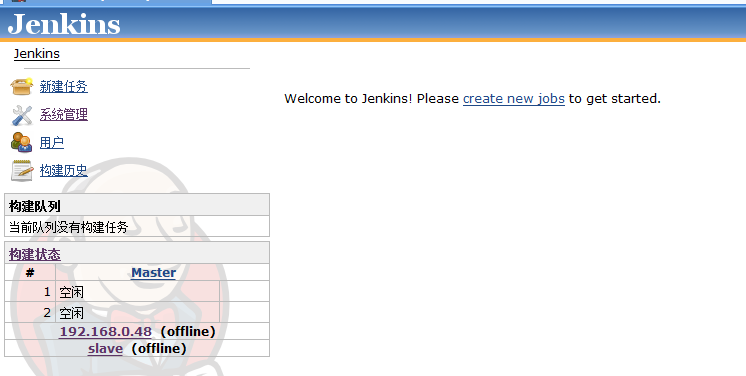 Jenkins
Jenkins
新建任务
系统管理
用户
构建历史
Welcome to Jenkins! Please create new jobs to get started.
构建队列
当前队列没有构建任务
构建状态
# Master
1 空闲
2 空闲
192.168.0.48 (offline)
slave (offline)